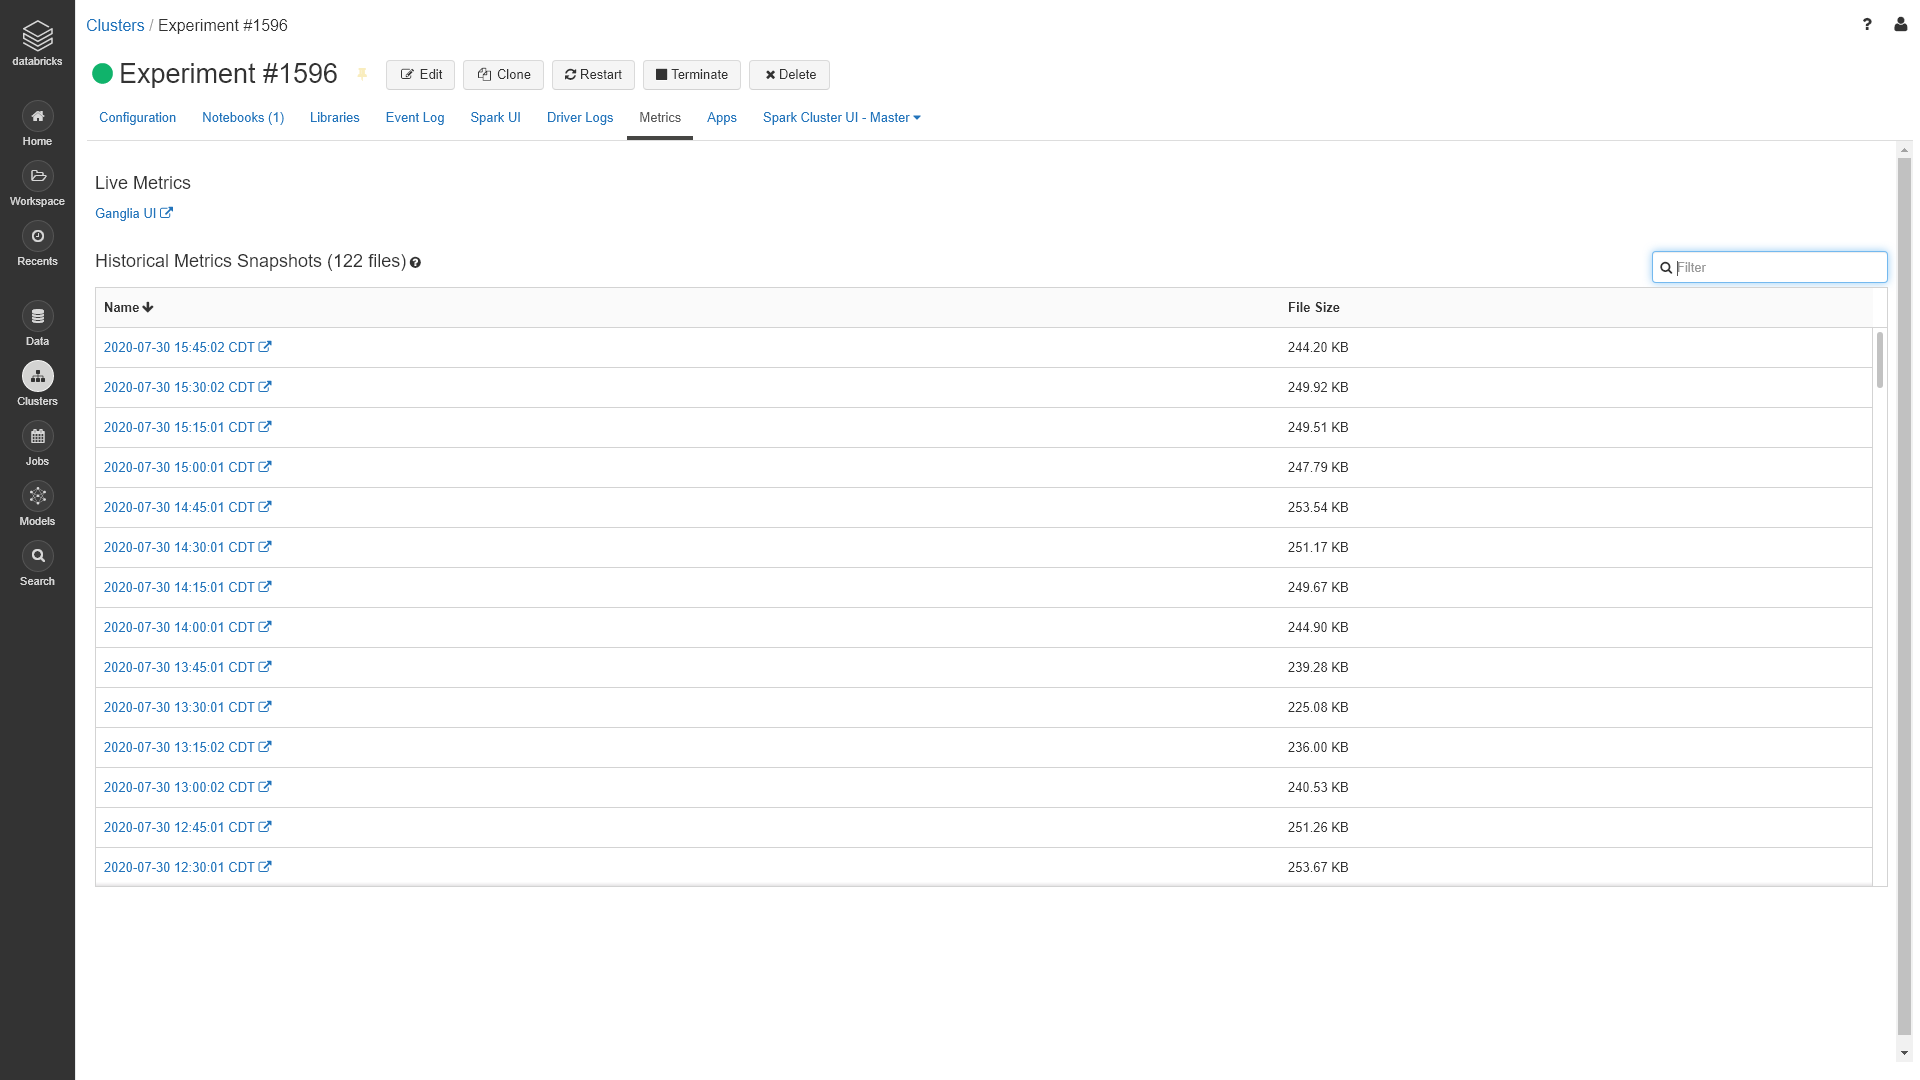 databricks
Home
Workspace
Recents
Data
Clusters
Jobs
Models
Search
Clusters / Experiment #1596
?
Experiment #1596
Edit Clone Restart Terminate Delete
Configuration Notebooks (1) Libraries Event Log Spark UI Driver Logs Metrics Apps Spark Cluster UI - Master
Live Metrics
Ganglia UI
Historical Metrics Snapshots (122 files) ?
Filter
Name File Size
2020-07-30 15:45:02 CDT 244.20 KB
2020-07-30 15:30:02 CDT 249.92 KB
2020-07-30 15:15:01 CDT 249.51 KB
2020-07-30 15:00:01 CDT 247.79 KB
2020-07-30 14:45:01 CDT 253.54 KB
2020-07-30 14:30:01 CDT 251.17 KB
2020-07-30 14:15:01 CDT 249.67 KB
2020-07-30 14:00:01 CDT 244.90 KB
2020-07-30 13:45:01 CDT 239.28 KB
2020-07-30 13:30:01 CDT 225.08 KB
2020-07-30 13:15:02 CDT 236.00 KB
2020-07-30 13:00:02 CDT 240.53 KB
2020-07-30 12:45:01 CDT 251.26 KB
2020-07-30 12:30:01 CDT 253.67 KB